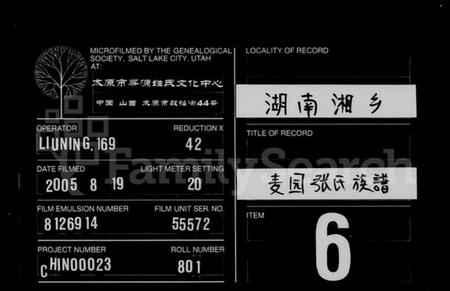 MICROFILMED BY THE GENEALOGICAL
SOCIETY, SALT LAKE CITY, UTAH
AT:
太原市寻源姓氏文化中心
中国 山西 太原市鼓楼街44号
OPERATOR
REDUCTION X
LIUNING, 169
42
DATE FILMED
LIGHT METER SETTING
2005 8 19
20
FILM EMULSION NUMBER
FILM UNIT SER. NO.
8126914
55572
PROJECT NUMBER
ROLL NUMBER
CHIN00023
801
LOCALITY OF RECORD
湖南湘乡
TITLE OF RECORD
麦园张氏族譜
ITEM
6
FamilySearch